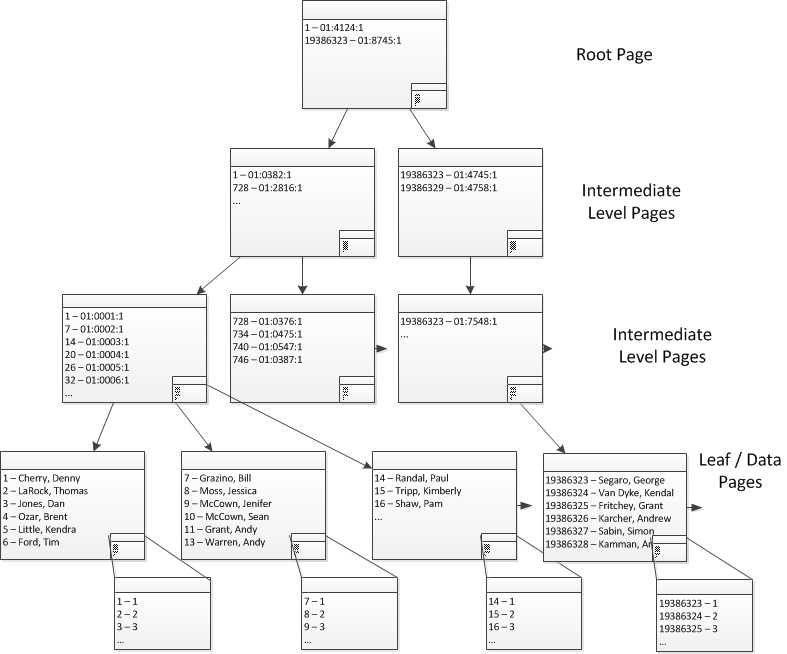 1 – 01:4124:1
19386323 – 01:8745:1
Root Page
1 – 01:0382:1
728 – 01:2816:1
...
19386323 – 01:4745:1
19386329 – 01:4758:1
Intermediate
Level Pages
1 – 01:0001:1
7 – 01:0002:1
14 – 01:0003:1
20 – 01:0004:1
26 – 01:0005:1
32 – 01:0006:1
...
728 – 01:0376:1
734 – 01:0475:1
740 – 01:0547:1
746 – 01:0387:1
19386323 – 01:7548:1
...
Intermediate
Level Pages
1 – Cherry, Denny
2 – LaRock, Thomas
3 – Jones, Dan
4 – Ozar, Brent
5 – Little, Kendra
6 – Ford, Tim
7 – Grazino, Bill
8 – Moss, Jessica
9 – McCown, Jenifer
10 – McCown, Sean
11 – Grant, Andy
13 – Warren, Andy
14 – Randal, Paul
15 – Tripp, Kimberly
16 – Shaw, Pam
...
19386323 – Segaro, George
19386324 – Van Dyke, Kendal
19386325 – Fritchey, Grant
19386326 – Karcher, Andrew
19386327 – Sabin, Simon
19386328 – Kamman,
Leaf / Data
Pages
1 – 1
2 – 2
3 – 3
...
7 – 1
8 – 2
9 – 3
...
14 – 1
15 – 2
16 – 3
...
19386323 – 1
19386324 – 2
19386325 – 3
...